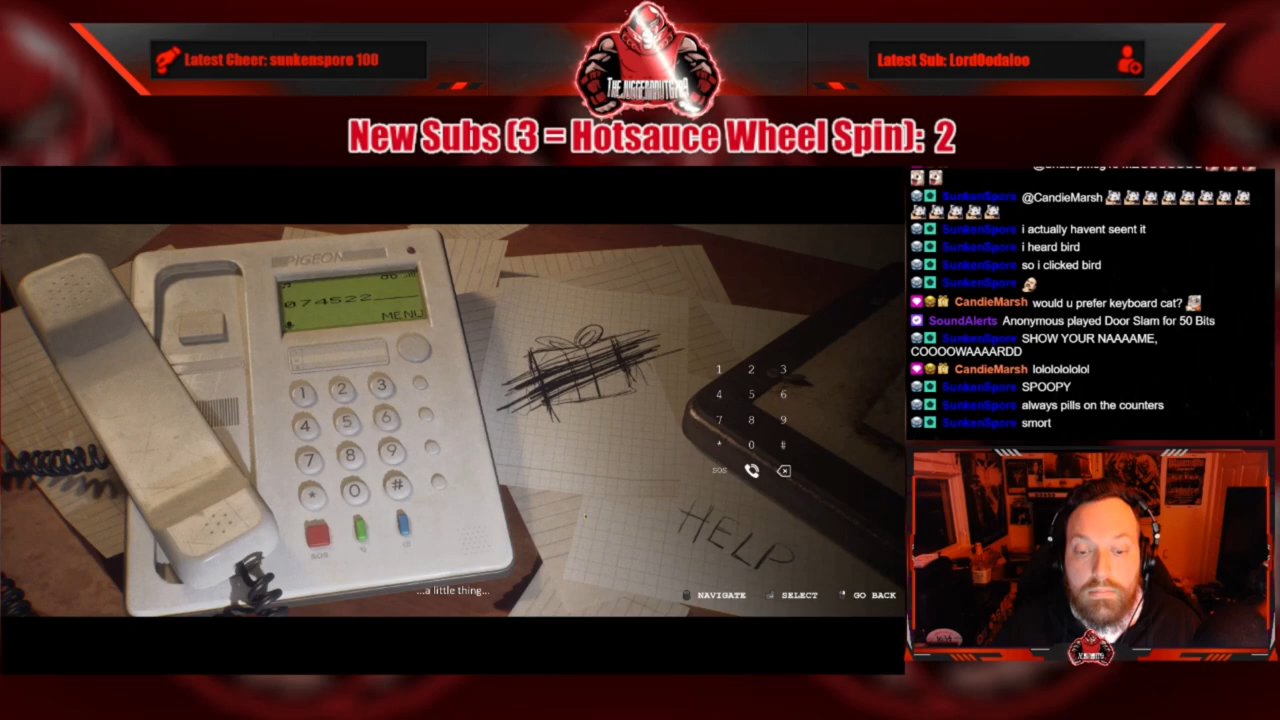 Latest Cheer: sunkenspore 100
Latest Sub: LordOodaloo
New Subs (3 = Hotsauce Wheel Spin): 2
SunkenSpore @CandieMarsh
SunkenSpore i actually havent seent it
SunkenSpore i heard bird
SunkenSpore so i clicked bird
SunkenSpore
CandieMarsh would u prefer keyboard cat?
SoundAlerts Anonymous played Door Slam for 50 Bits
SunkenSpore SHOW YOUR NAAAAME,
COOOOWAAAARDD
CandieMarsh lolololololol
SunkenSpore SPOOPY
SunkenSpore always pills on the counters
SunkenSpore smort
PIGEON
074522____
MENU
1 2 3
4 5 6
7 8 9
* 0 #
SOS
1 2 3
4 5 6
7 8 9
* 0 #
SOS
HELP
...a little thing...
NAVIGATE SELECT GO BACK